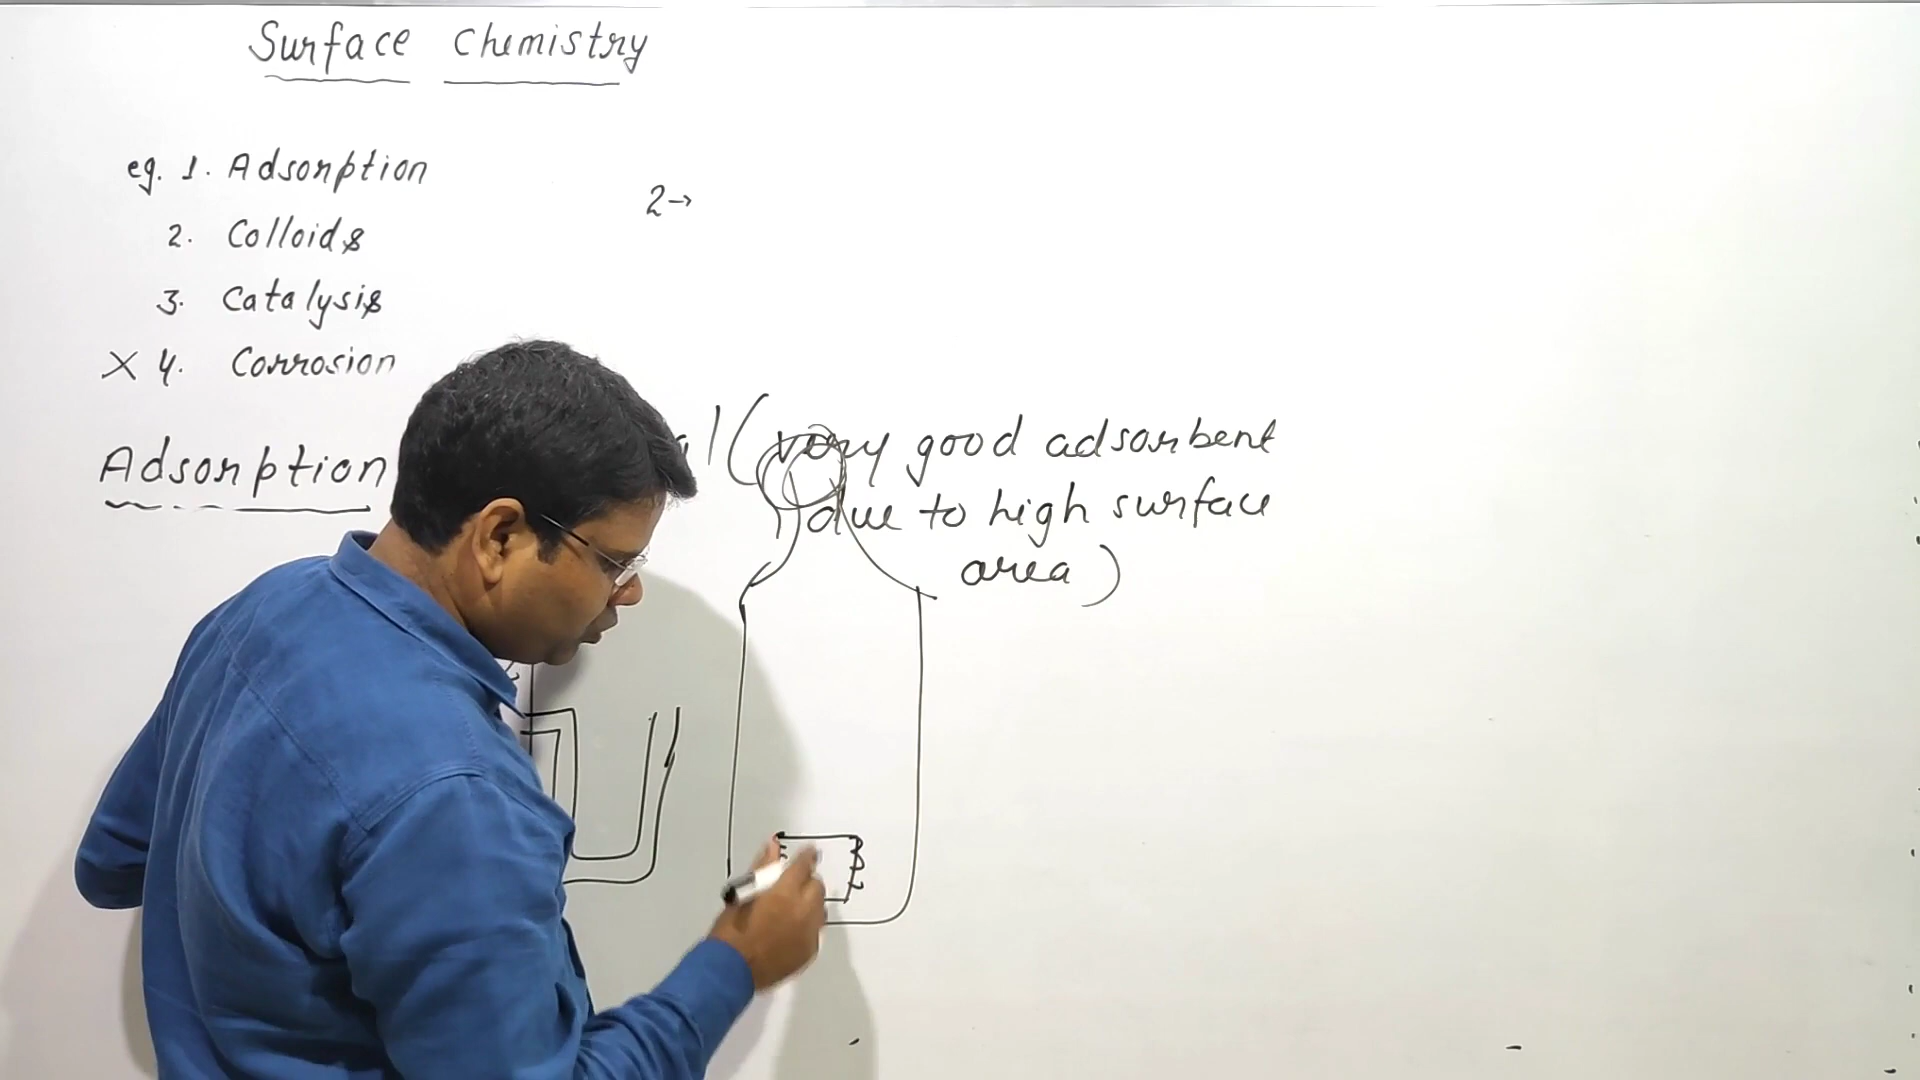 Surface Chemistry
eg. 1. Adsorption
2. Colloids
3. Catalysis
X 4. Corrosion
2→
Adsorption
(very good adsorbent
due to high surface
area)